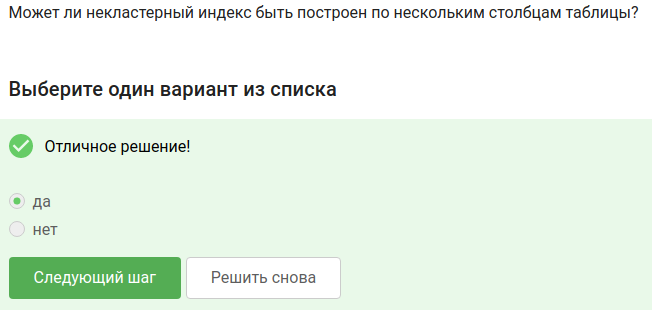 Может ли некластерный индекс быть построен по нескольким столбцам таблицы?
Выберите один вариант из списка
Отличное решение!
да
нет
Следующий шаг
Решить снова